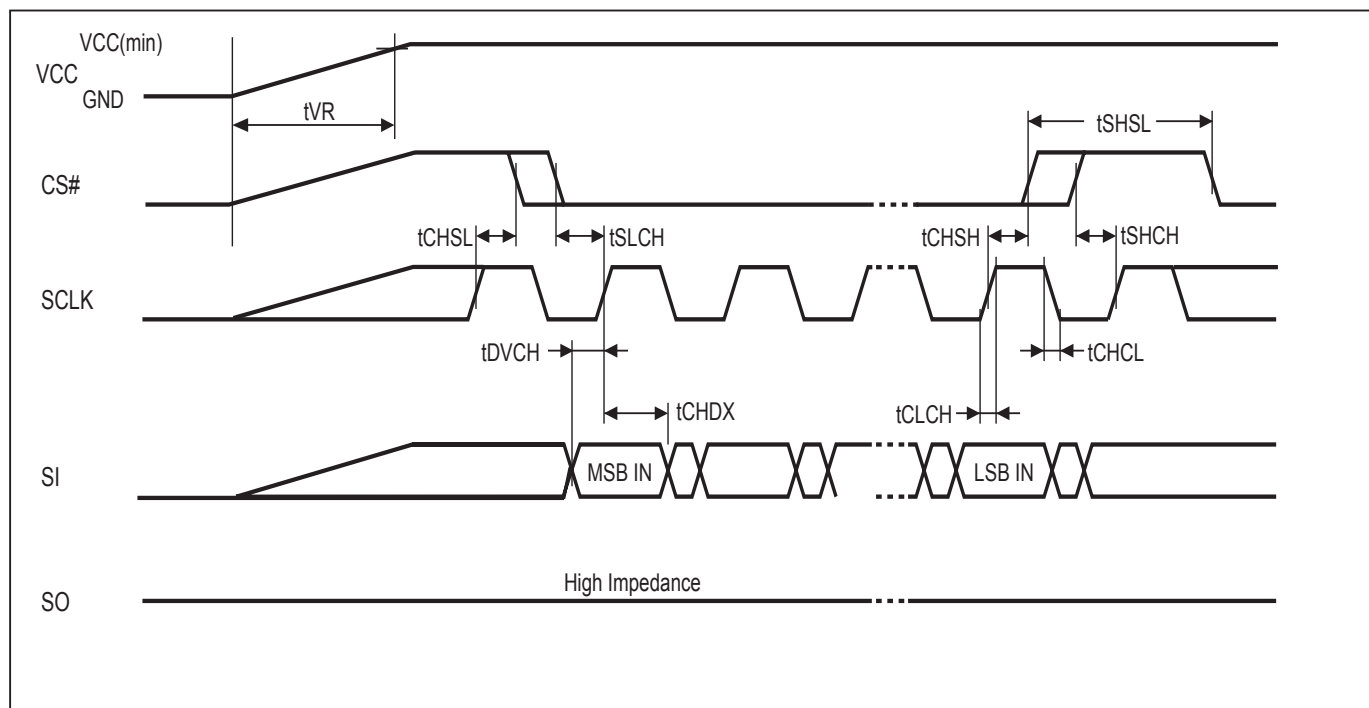 VCC(min)
VCC
GND
tVR
tSHSL
CS#
tCHSL
tSLCH
tCHSH
tSHCH
SCLK
tDVCH
tCHCL
tCHDX
tCLCH
SI
MSB IN
LSB IN
High Impedance
SO